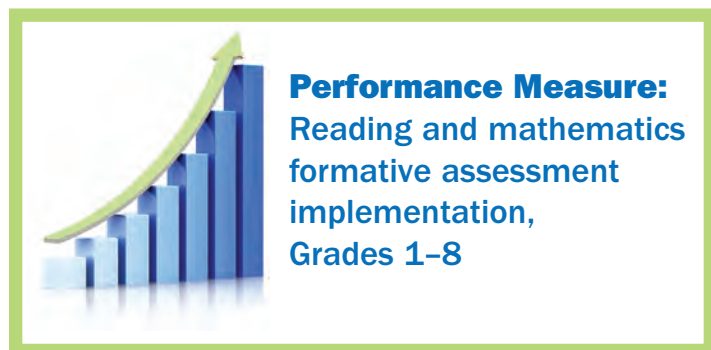 Performance Measure:
Reading and mathematics
formative assessment
implementation,
Grades 1–8